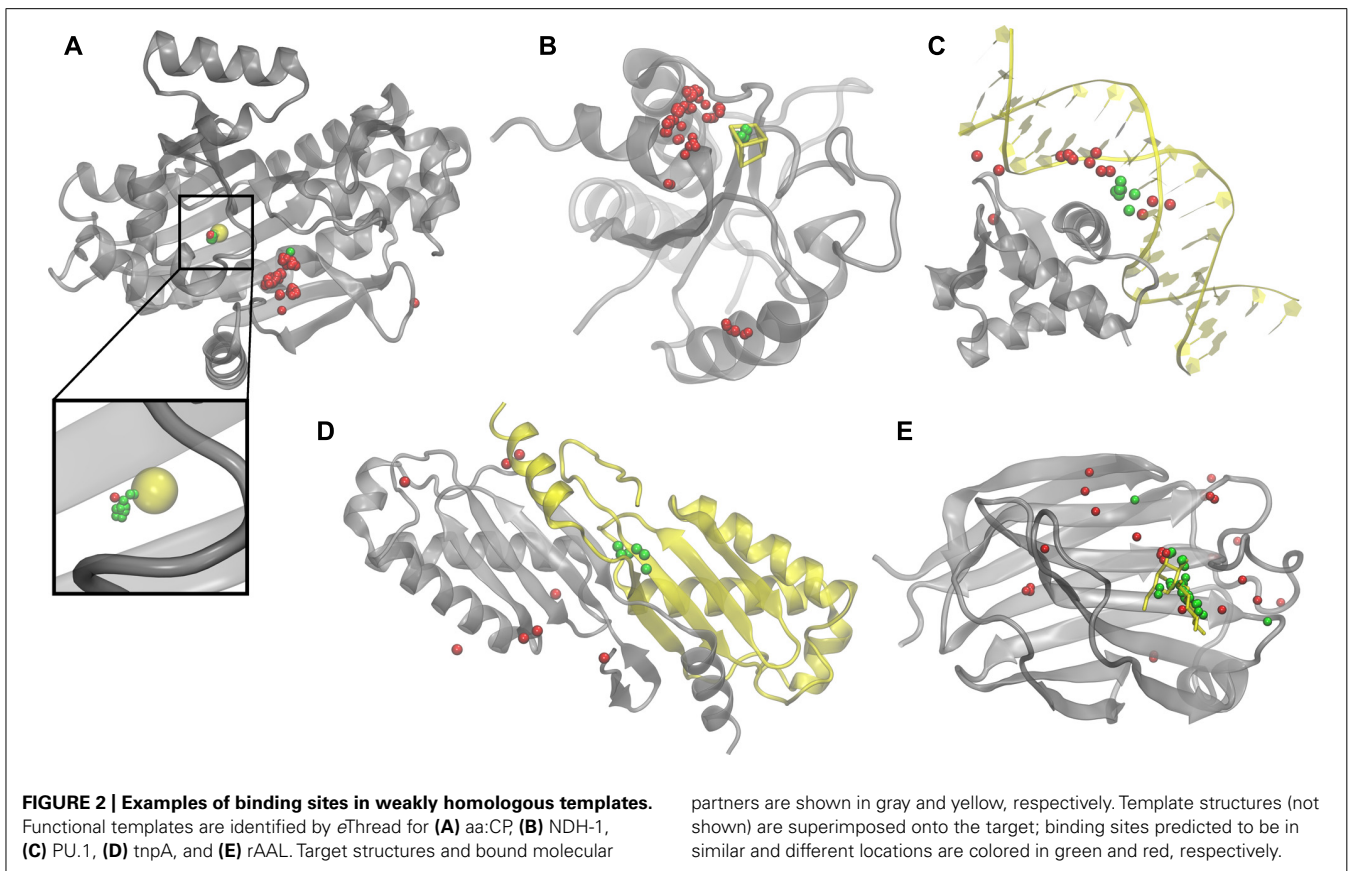 A
B
C
D
E
FIGURE 2 | Examples of binding sites in weakly homologous templates.
Functional templates are identified by eThread for (A) aa:CP, (B) NDH-1,
(C) PU.1, (D) tnpA, and (E) rAAL. Target structures and bound molecular
partners are shown in gray and yellow, respectively. Template structures (not
shown) are superimposed onto the target; binding sites predicted to be in
similar and different locations are colored in green and red, respectively.